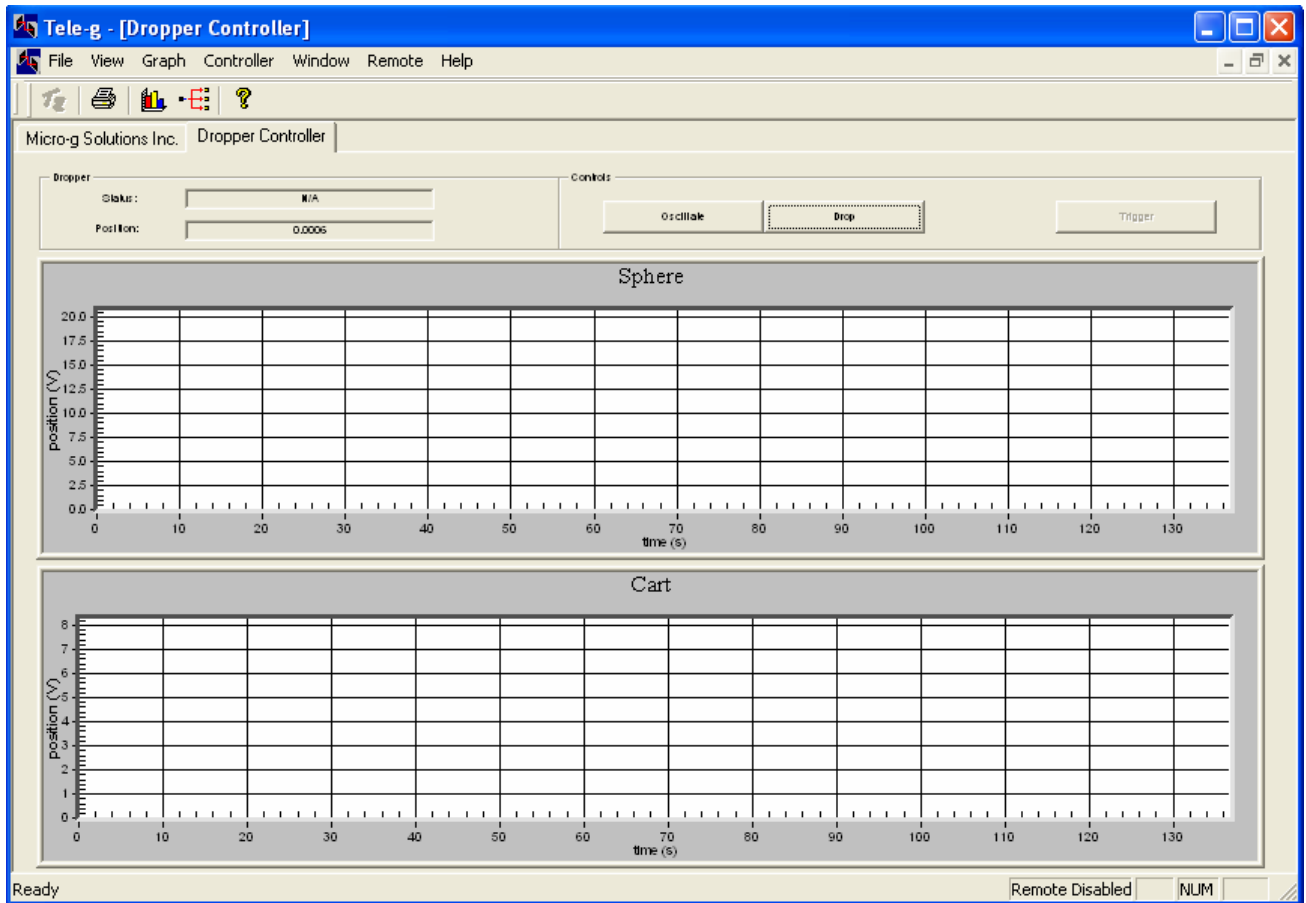 Tele-g - [Dropper Controller]
File View Graph Controller Window Remote Help
Micro-g Solutions Inc. Dropper Controller
Dropper
Status: N/A
Position: 0.0006
Controls
Oscillate Drop Trigger
Sphere
position (V)
20.0
17.5
15.0
12.5
10.0
7.5
5.0
2.5
0.0
0 10 20 30 40 50 60 70 80 90 100 110 120 130
time (s)
Cart
position (V)
8
7
6
5
4
3
2
1
0
0 10 20 30 40 50 60 70 80 90 100 110 120 130
time (s)
Ready Remote Disabled NUM